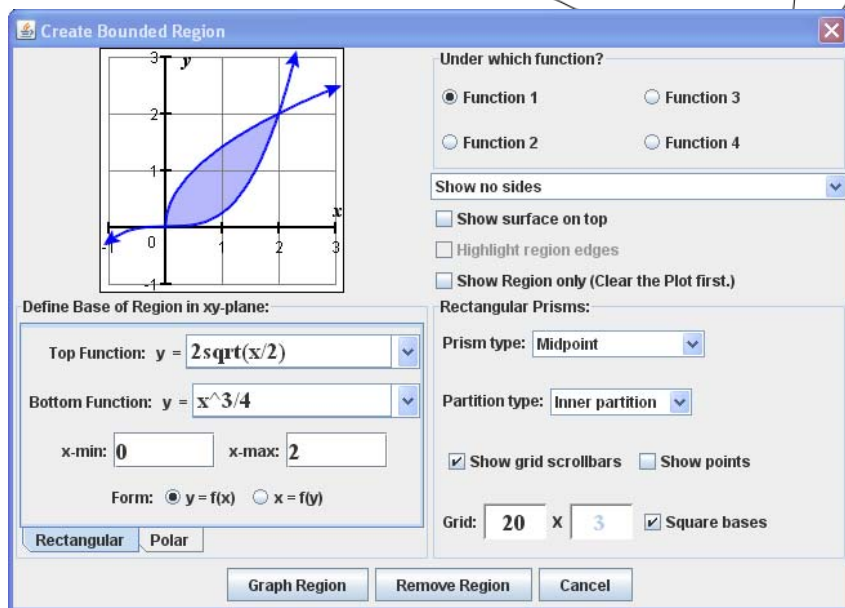 Create Bounded Region
3 y
2
1
x
-1 0 1 2 3
-1
Under which function?
Function 1 Function 3
Function 2 Function 4
Show no sides
Show surface on top
Highlight region edges
Show Region only (Clear the Plot first.)
Define Base of Region in xy-plane:
Top Function: y = 2sqrt(x/2)
Bottom Function: y = x^3/4
x-min: 0 x-max: 2
Form: y = f(x) x = f(y)
Rectangular Polar
Rectangular Prisms:
Prism type: Midpoint
Partition type: Inner partition
Show grid scrollbars Show points
Grid: 20 X 3 Square bases
Graph Region Remove Region Cancel